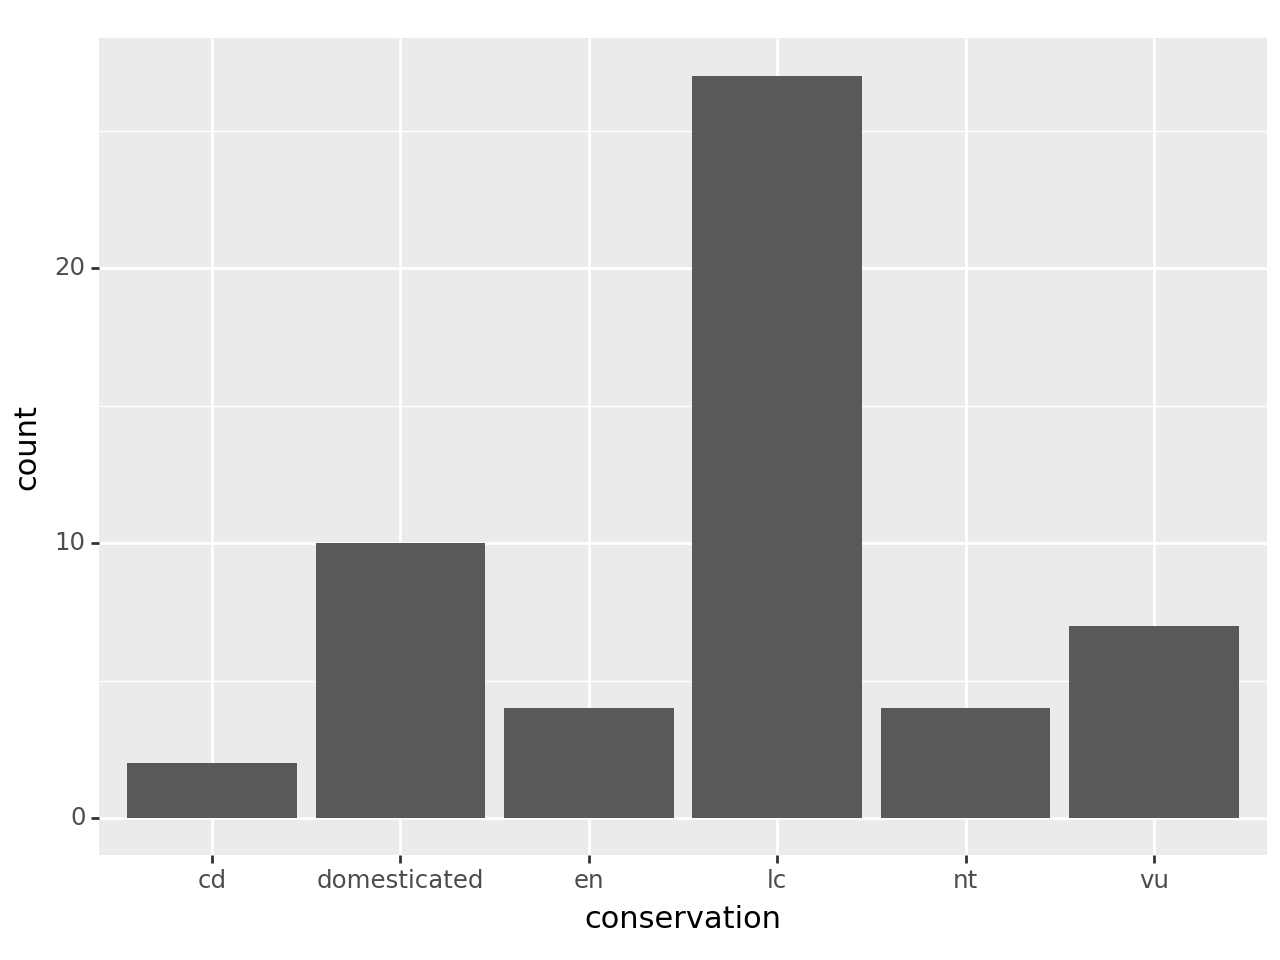 20
10
0
count
cd domesticated en lc nt vu
conservation